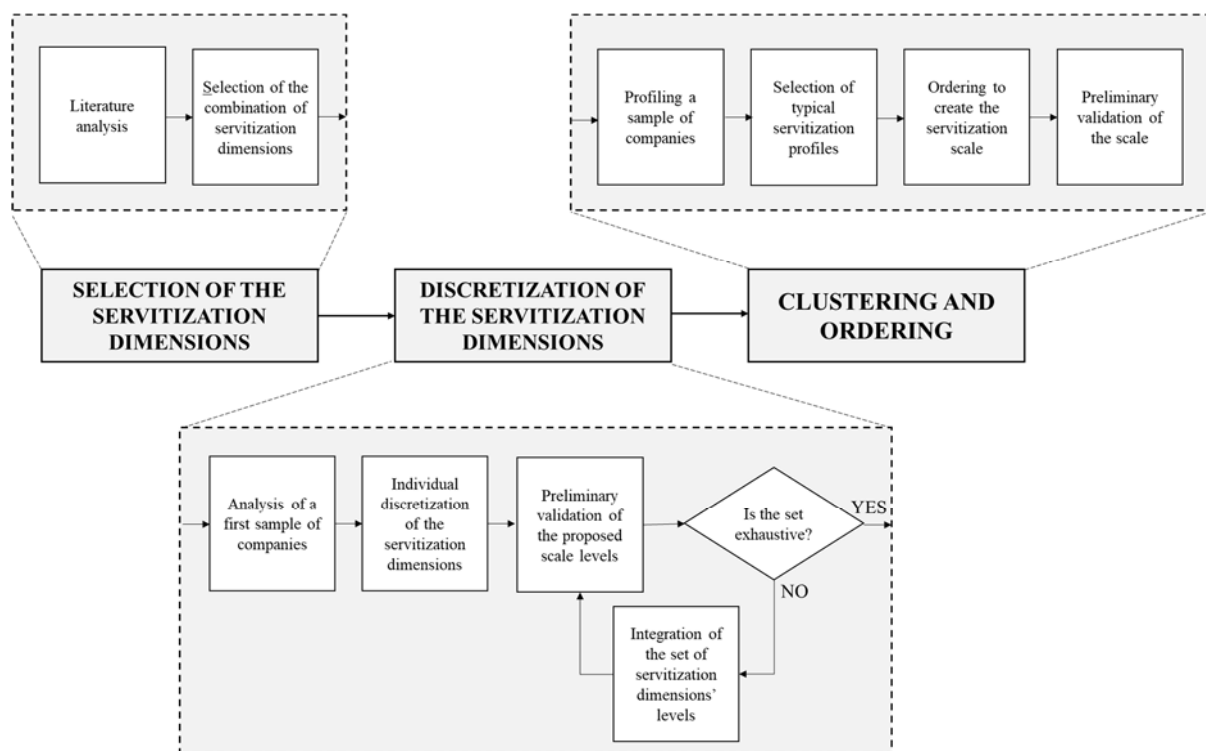 Literature
analysis
Selection of the
combination of
servitization
dimensions
Profiling a
sample of
companies
Selection of
typical
servitization
profiles
Ordering to
create the
servitization
scale
Preliminary
validation of
the scale
SELECTION OF THE
SERVITIZATION
DIMENSIONS
DISCRETIZATION OF
THE SERVITIZATION
DIMENSIONS
CLUSTERING AND
ORDERING
Analysis of a
first sample of
companies
Individual
discretization
of the
servitization
dimensions
Preliminary
validation of
the proposed
scale levels
Is the set
exhaustive?
YES
NO
Integration of
the set of
servitization
dimensions’
levels